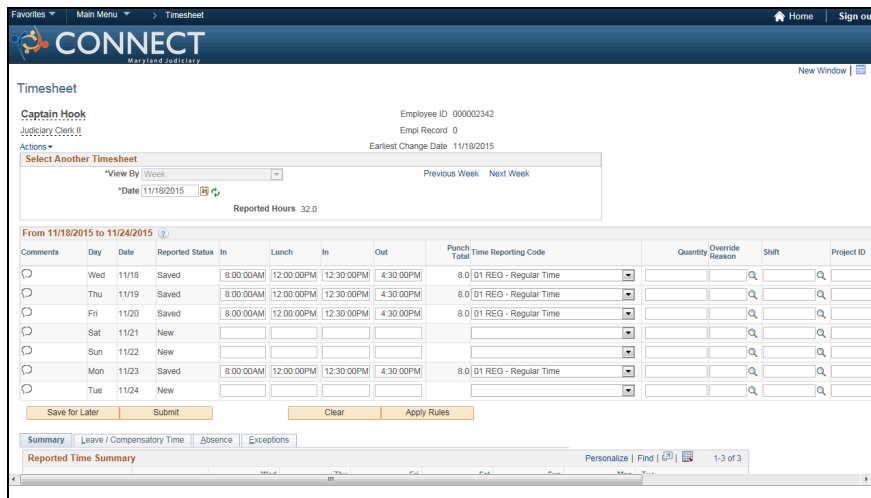 Favorites Main Menu > Timesheet Home Sign ou
CONNECT
Maryland Judiciary
New Window
Timesheet
Captain Hook Employee ID 000002342
Judiciary Clerk II Empl Record 0
Actions Earliest Change Date 11/18/2015
Select Another Timesheet
*View By Week Previous Week Next Week
*Date 11/18/2015
Reported Hours 32.0
From 11/18/2015 to 11/24/2015
Comments Day Date Reported Status In Lunch In Out Punch Total Time Reporting Code Quantity Override Reason Shift Project ID
Wed 11/18 Saved 8:00:00AM 12:00:00PM 12:30:00PM 4:30:00PM 8.0 01 REG - Regular Time
Thu 11/19 Saved 8:00:00AM 12:00:00PM 12:30:00PM 4:30:00PM 8.0 01 REG - Regular Time
Fri 11/20 Saved 8:00:00AM 12:00:00PM 12:30:00PM 4:30:00PM 8.0 01 REG - Regular Time
Sat 11/21 New
Sun 11/22 New
Mon 11/23 Saved 8:00:00AM 12:00:00PM 12:30:00PM 4:30:00PM 8.0 01 REG - Regular Time
Tue 11/24 New
Save for Later Submit Clear Apply Rules
Summary Leave / Compensatory Time Absence Exceptions
Reported Time Summary Personalize | Find | 1-3 of 3